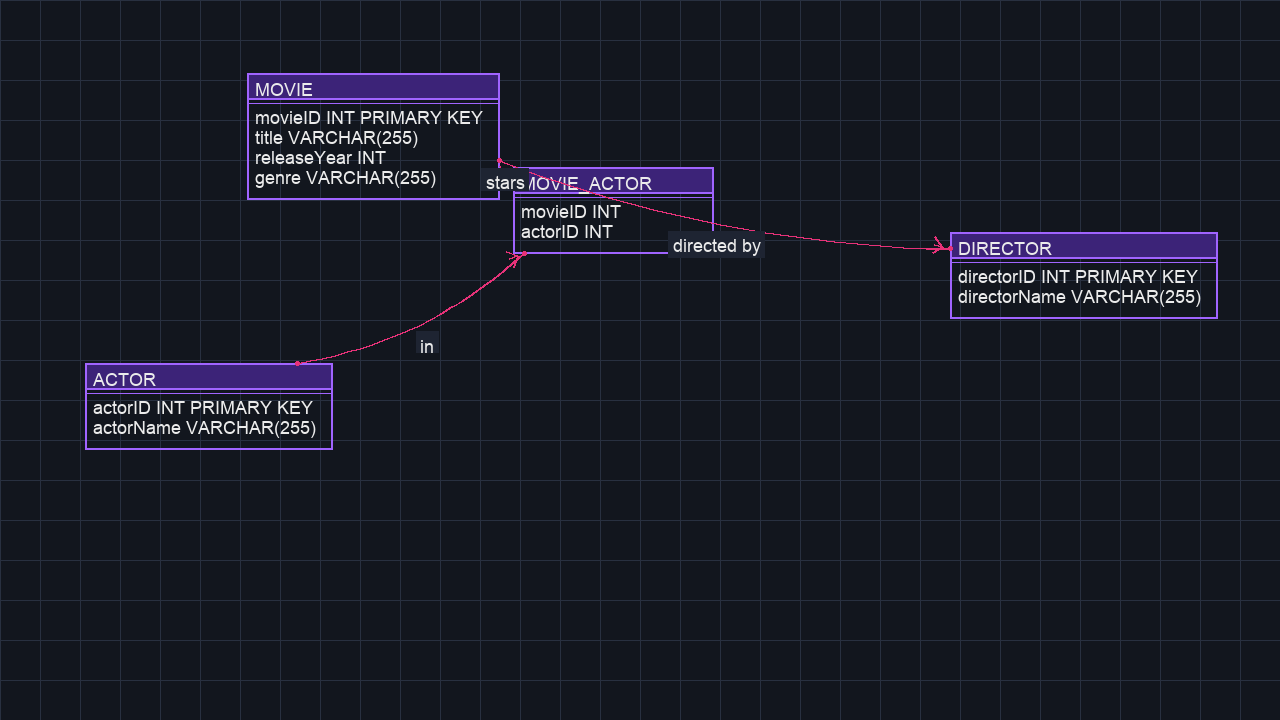 MOVIE
movieID INT PRIMARY KEY
title VARCHAR(255)
releaseYear INT
genre VARCHAR(255)
stars
MOVIE_ACTOR
movieID INT
actorID INT
directed by
DIRECTOR
directorID INT PRIMARY KEY
directorName VARCHAR(255)
in
ACTOR
actorID INT PRIMARY KEY
actorName VARCHAR(255)